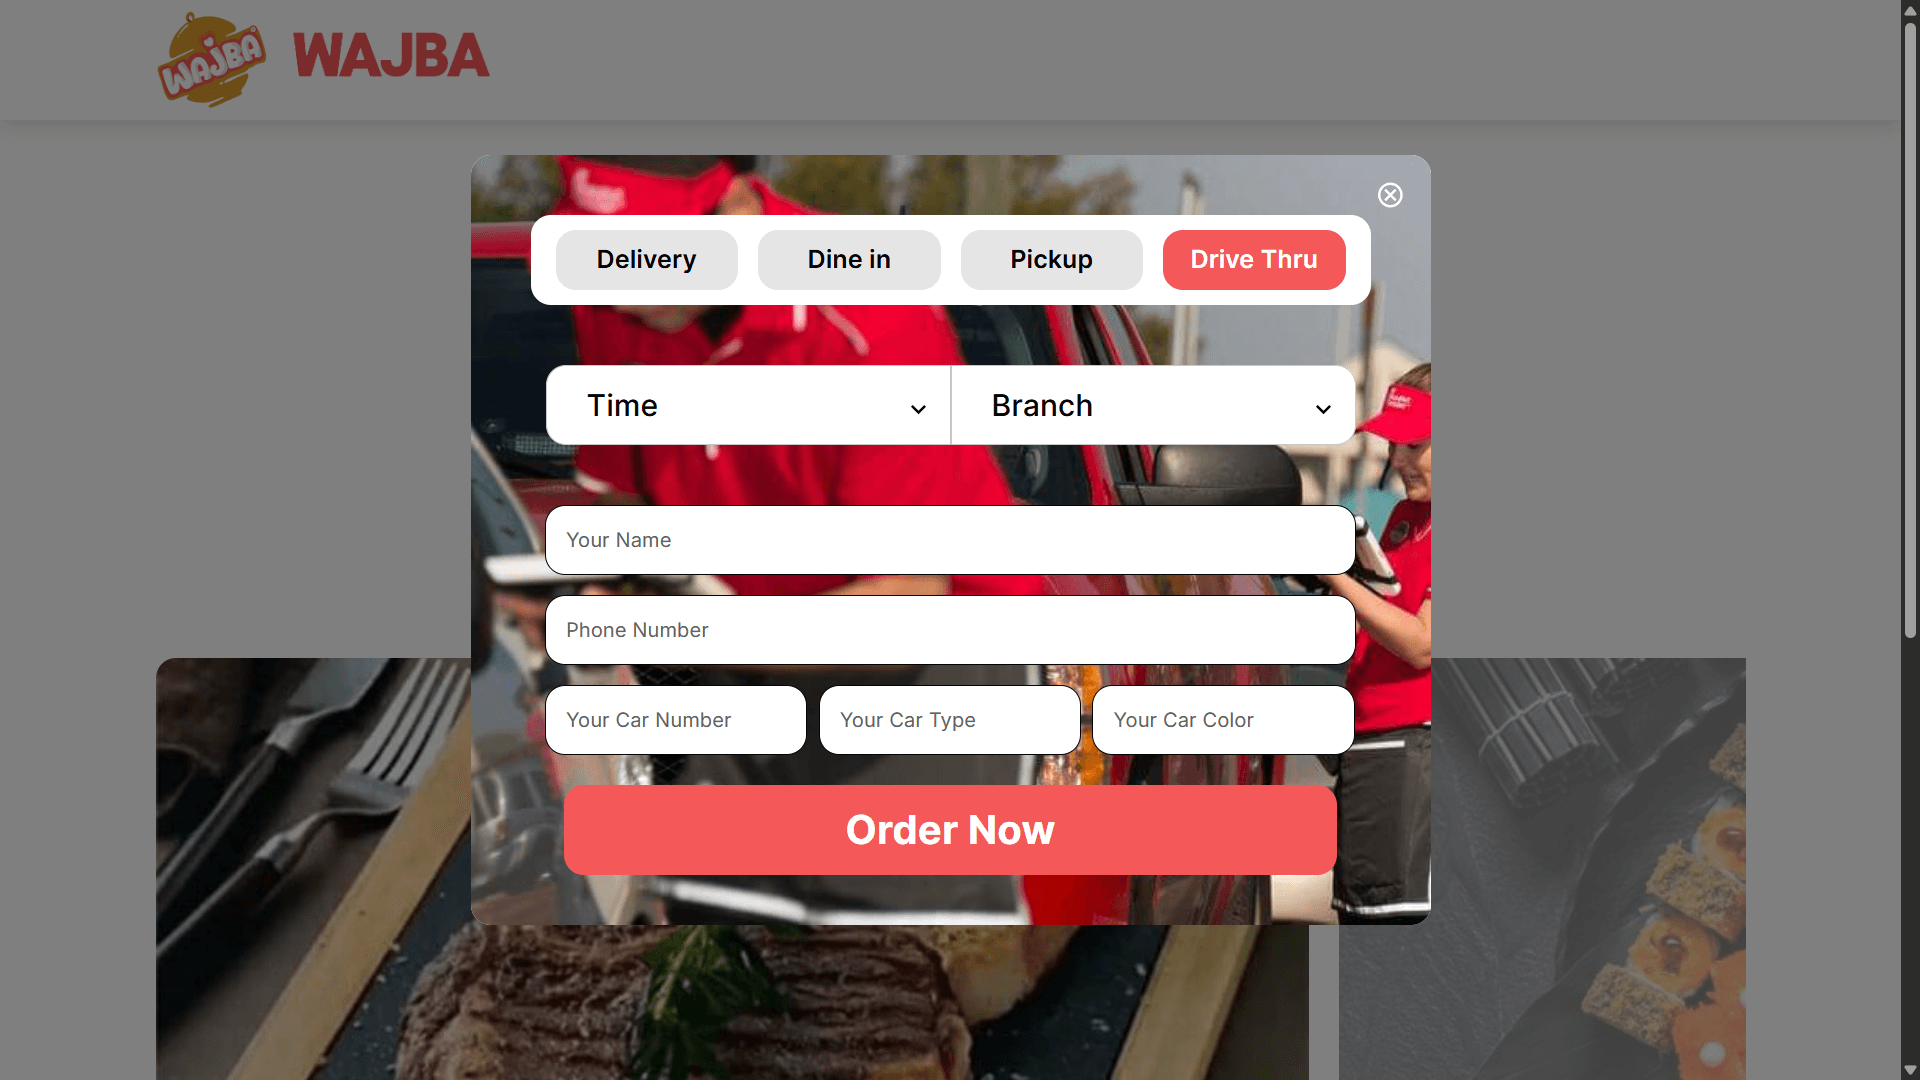 WAJBA
WAJBA
Delivery
Dine in
Pickup
Drive Thru
Time
Branch
Your Name
Phone Number
Your Car Number
Your Car Type
Your Car Color
Order Now